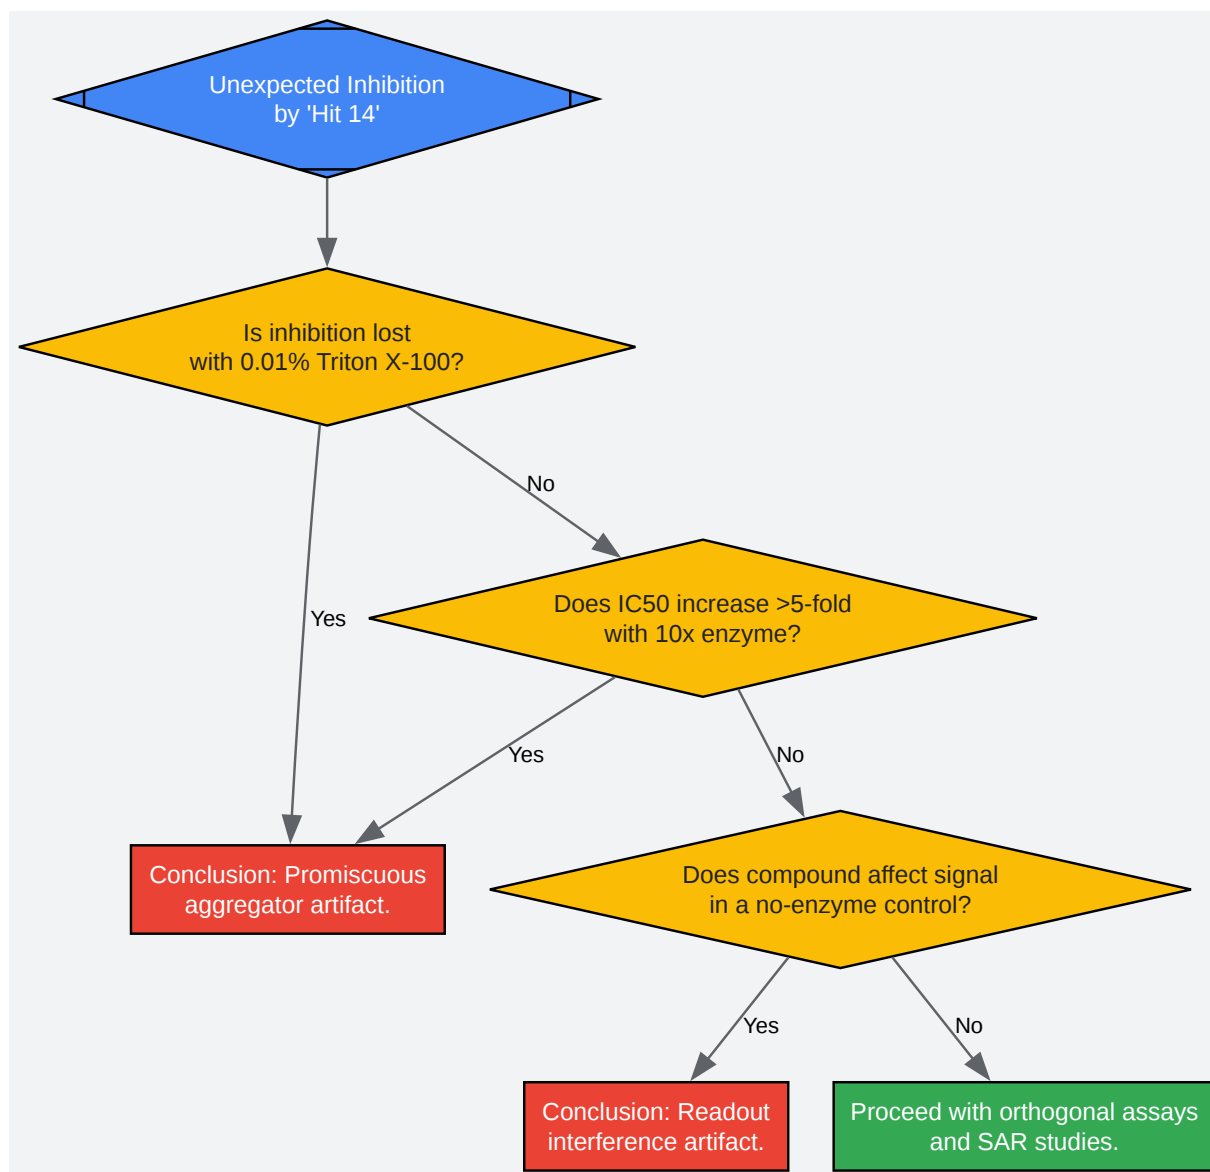 Unexpected Inhibition
by 'Hit 14'
Is inhibition lost
with 0.01% Triton X-100?
No
Yes
Does IC50 increase >5-fold
with 10x enzyme?
Yes
No
Conclusion: Promiscuous
aggregator artifact.
Does compound affect signal
in a no-enzyme control?
Yes
No
Conclusion: Readout
interference artifact.
Proceed with orthogonal assays
and SAR studies.